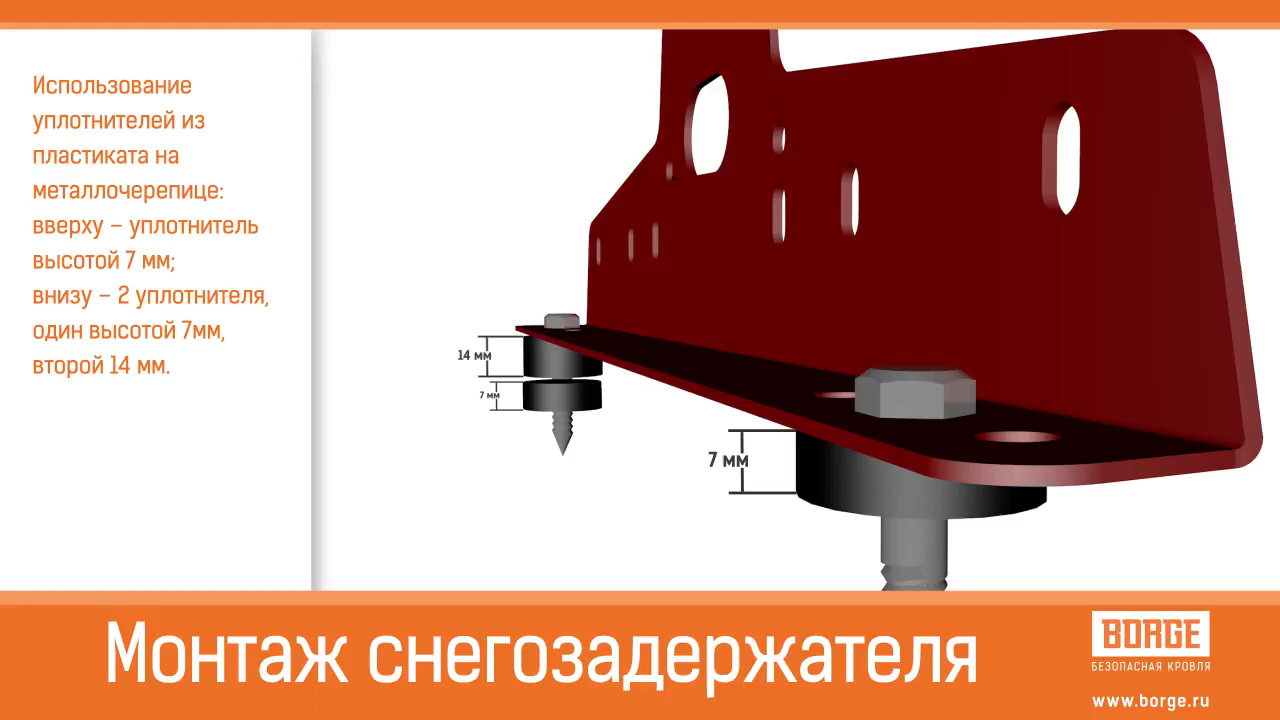 Использование
уплотнителей из
пластиката на
металлочерепице:
вверху – уплотнитель
высотой 7 мм;
внизу – 2 уплотнителя,
один высотой 7мм,
второй 14 мм.
14 мм
7 мм
7 мм
Монтаж снегозадержателя
BORGE
БЕЗОПАСНАЯ КРОВЛЯ
www.borge.ru